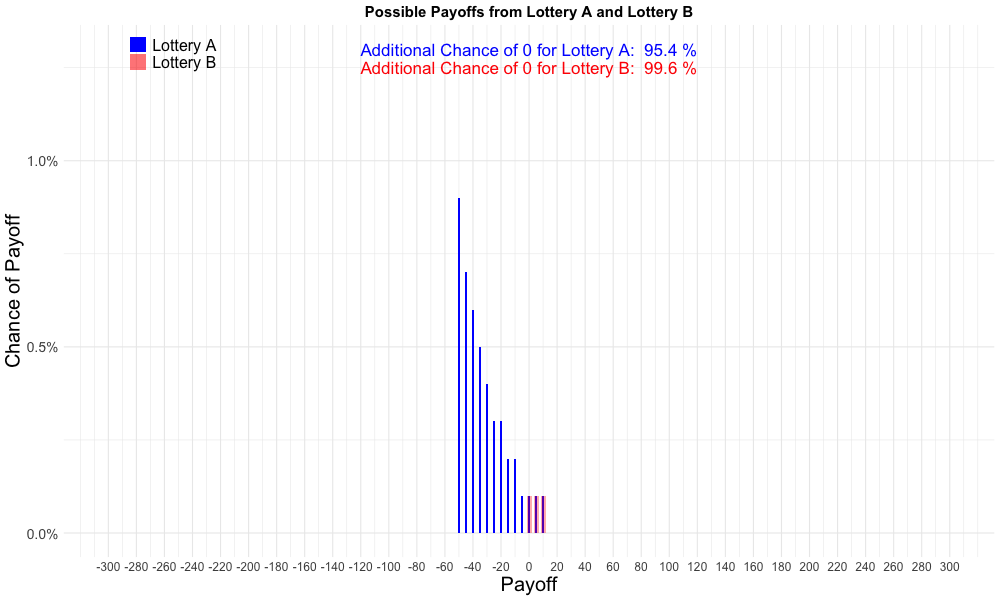 Possible Payoffs from Lottery A and Lottery B
Lottery A
Lottery B
Additional Chance of 0 for Lottery A: 95.4 %
Additional Chance of 0 for Lottery B: 99.6 %
Chance of Payoff
1.0%
0.5%
0.0%
-300 -280 -260 -240 -220 -200 -180 -160 -140 -120 -100 -80 -60 -40 -20 0 20 40 60 80 100 120 140 160 180 200 220 240 260 280 300
Payoff